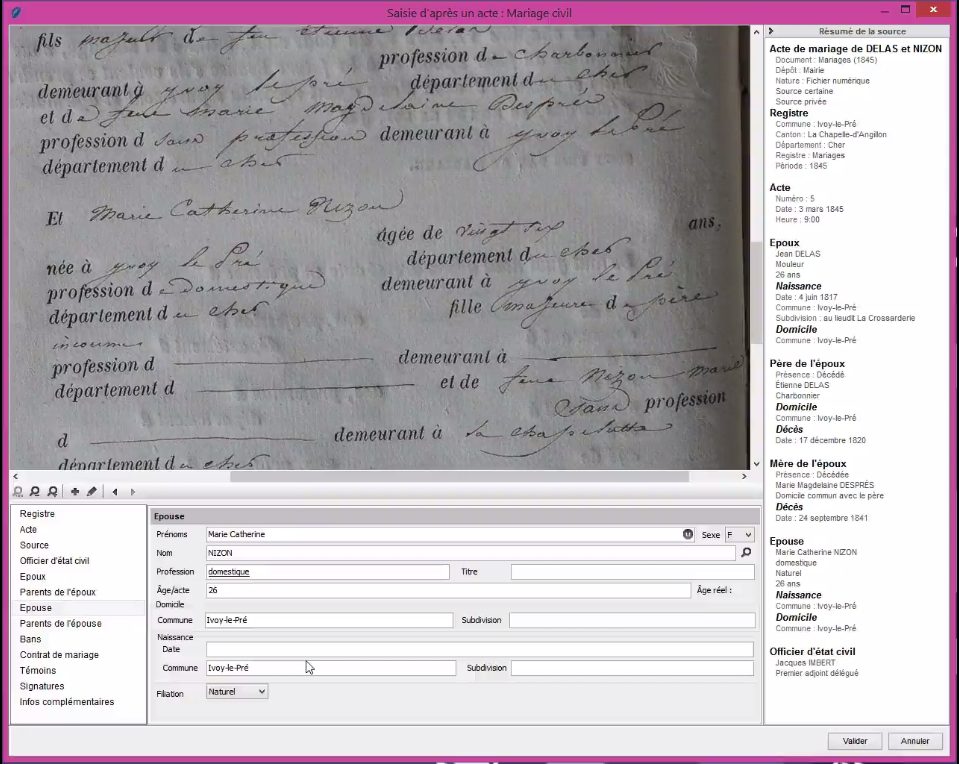 Saisie d'après un acte : Mariage civil
fils majeur de feu etienne Delas
profession de charbonnier
demeurant à yvoy le pré département du cher
et de feue marie Magdelaine Desprér
profession d sans profession demeurant à yvoy le Pré
département du cher
Et Marie Catherine Nizon
âgée de vingt six ans,
née à yvoy le Pré département du cher
profession de domestique demeurant à yvoy le Pré
département du cher fille majeure de père
inconnu
profession d demeurant à
département d et de feue Nizon marie
sans profession
d demeurant à la chapelotte
département du cher
Registre
Acte
Source
Officier d'état civil
Epoux
Parents de l'époux
Epouse
Parents de l'épouse
Bans
Contrat de mariage
Témoins
Signatures
Infos complémentaires
Epouse
Prénoms Marie Catherine Sexe F
Nom NIZON
Profession domestique Titre
Âge/acte 26 Âge réel :
Domicile
Commune Ivoy-le-Pré Subdivision
Naissance
Date
Commune Ivoy-le-Pré Subdivision
Filiation Naturel
Résumé de la source
Acte de mariage de DELAS et NIZON
Document : Mariages (1845)
Dépôt : Mairie
Nature : Fichier numérique
Source certaine
Source privée
Registre
Commune : Ivoy-le-Pré
Canton : La Chapelle-d'Angillon
Département : Cher
Registre : Mariages
Période : 1845
Acte
Numéro : 5
Date : 3 mars 1845
Heure : 9:00
Epoux
Jean DELAS
Mouleur
26 ans
Naissance
Date : 4 juin 1817
Commune : Ivoy-le-Pré
Subdivision : au lieudit La Crossarderie
Domicile
Commune : Ivoy-le-Pré
Père de l'époux
Présence : Décédé
Étienne DELAS
Charbonnier
Domicile
Commune : Ivoy-le-Pré
Décès
Date : 17 décembre 1820
Mère de l'époux
Présence : Décédée
Marie Magdelaine DESPRÉS
Domicile commun avec le père
Décès
Date : 24 septembre 1841
Epouse
Marie Catherine NIZON
domestique
Naturel
26 ans
Naissance
Commune : Ivoy-le-Pré
Domicile
Commune : Ivoy-le-Pré
Officier d'état civil
Jacques IMBERT
Premier adjoint délégué
Valider Annuler